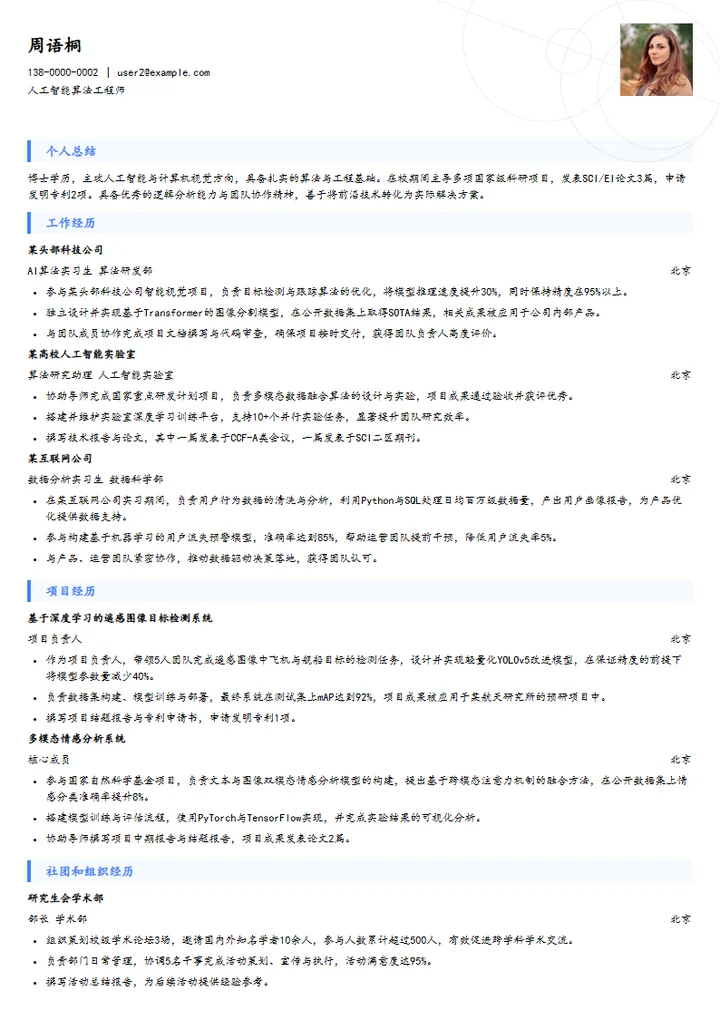 周语桐
138-0000-0002 | user2@example.com
人工智能算法工程师
个人总结
博士学历，主攻人工智能与计算机视觉方向，具备扎实的算法与工程基础。在校期间主导多项国家级科研项目，发表SCI/EI论文3篇，申请
发明专利2项。具备优秀的逻辑分析能力与团队协作精神，善于将前沿技术转化为实际解决方案。
工作经历
某头部科技公司
AI算法实习生 算法研发部 北京
• 参与某头部科技公司智能视觉项目，负责目标检测与跟踪算法的优化，将模型推理速度提升30%，同时保持精度在95%以上。
• 独立设计并实现基于Transformer的图像分割模型，在公开数据集上取得SOTA结果，相关成果被应用于公司内部产品。
• 与团队成员协作完成项目文档撰写与代码审查，确保项目按时交付，获得团队负责人高度评价。
某高校人工智能实验室
算法研究助理 人工智能实验室 北京
• 协助导师完成国家重点研发计划项目，负责多模态数据融合算法的设计与实验，项目成果通过验收并获评优秀。
• 搭建并维护实验室深度学习训练平台，支持10+个并行实验任务，显著提升团队研究效率。
• 撰写技术报告与论文，其中一篇发表于CCF-A类会议，一篇发表于SCI二区期刊。
某互联网公司
数据分析实习生 数据科学部 北京
• 在某互联网公司实习期间，负责用户行为数据的清洗与分析，利用Python与SQL处理日均百万级数据量，产出用户画像报告，为产品优
化提供数据支持。
• 参与构建基于机器学习的用户流失预警模型，准确率达到85%，帮助运营团队提前干预，降低用户流失率5%。
• 与产品、运营团队紧密协作，推动数据驱动决策落地，获得团队认可。
项目经历
基于深度学习的遥感图像目标检测系统
项目负责人 北京
• 作为项目负责人，带领5人团队完成遥感图像中飞机与舰船目标的检测任务，设计并实现轻量化YOLOv5改进模型，在保证精度的前提下
将模型参数量减少40%。
• 负责数据集构建、模型训练与部署，最终系统在测试集上mAP达到92%，项目成果被应用于某航天研究所的预研项目中。
• 撰写项目结题报告与专利申请书，申请发明专利1项。
多模态情感分析系统
核心成员 北京
• 参与国家自然科学基金项目，负责文本与图像双模态情感分析模型的构建，提出基于跨模态注意力机制的融合方法，在公开数据集上情
感分类准确率提升8%。
• 搭建模型训练与评估流程，使用PyTorch与TensorFlow实现，并完成实验结果的可视化分析。
• 协助导师撰写项目中期报告与结题报告，项目成果发表论文2篇。
社团和组织经历
研究生会学术部
部长 学术部 北京
• 组织策划校级学术论坛3场，邀请国内外知名学者10余人，参与人数累计超过500人，有效促进跨学科学术交流。
• 负责部门日常管理，协调5名干事完成活动策划、宣传与执行，活动满意度达95%。
• 撰写活动总结报告，为后续活动提供经验参考。